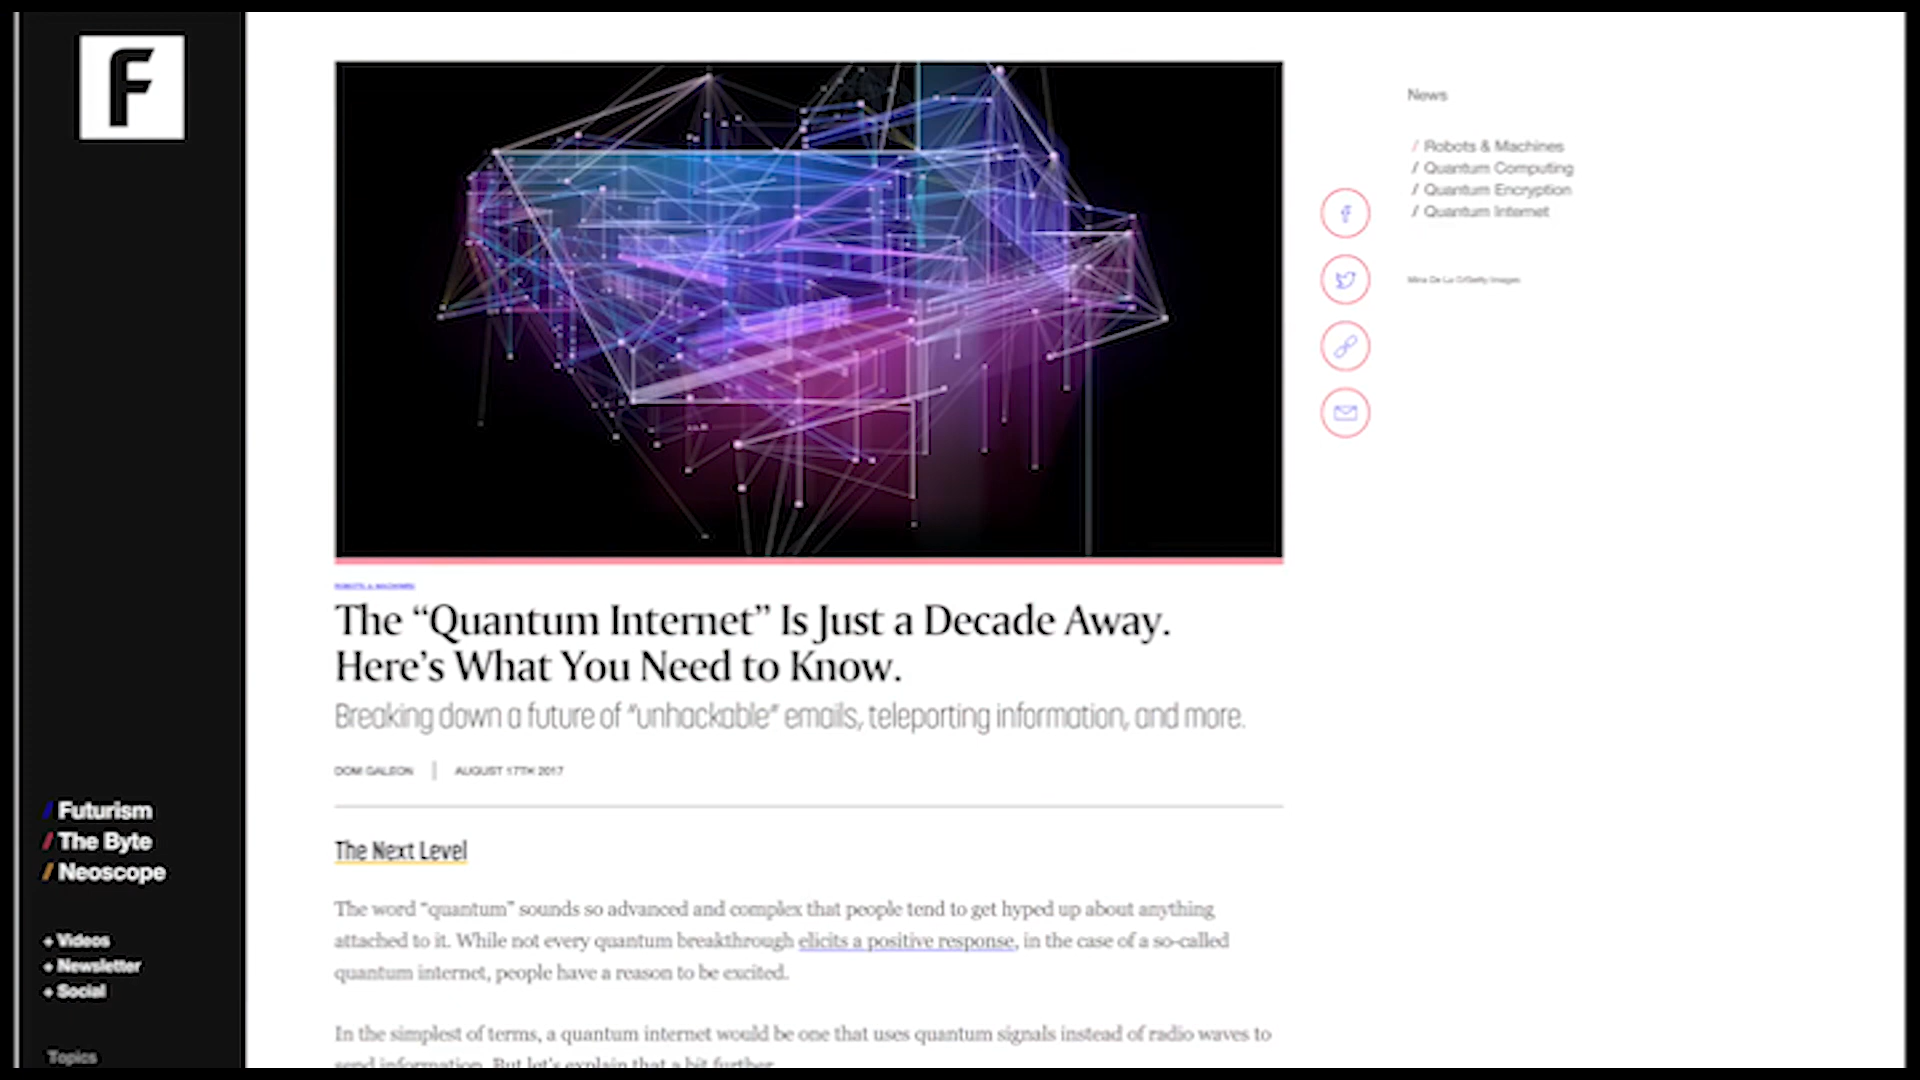 F
/ Futurism
/ The Byte
/ Neoscope
+ Videos
+ Newsletter
+ Social
Topics
ROBOTS & MACHINES
The “Quantum Internet” Is Just a Decade Away.
Here’s What You Need to Know.
Breaking down a future of “unhackable” emails, teleporting information, and more.
DOM GALEON | AUGUST 17TH 2017
The Next Level
The word “quantum” sounds so advanced and complex that people tend to get hyped up about anything
attached to it. While not every quantum breakthrough elicits a positive response, in the case of a so-called
quantum internet, people have a reason to be excited.
In the simplest of terms, a quantum internet would be one that uses quantum signals instead of radio waves to
send information. But let’s explain that a bit further.
News
/ Robots & Machines
/ Quantum Computing
/ Quantum Encryption
/ Quantum Internet
Mina De La O/Getty Images